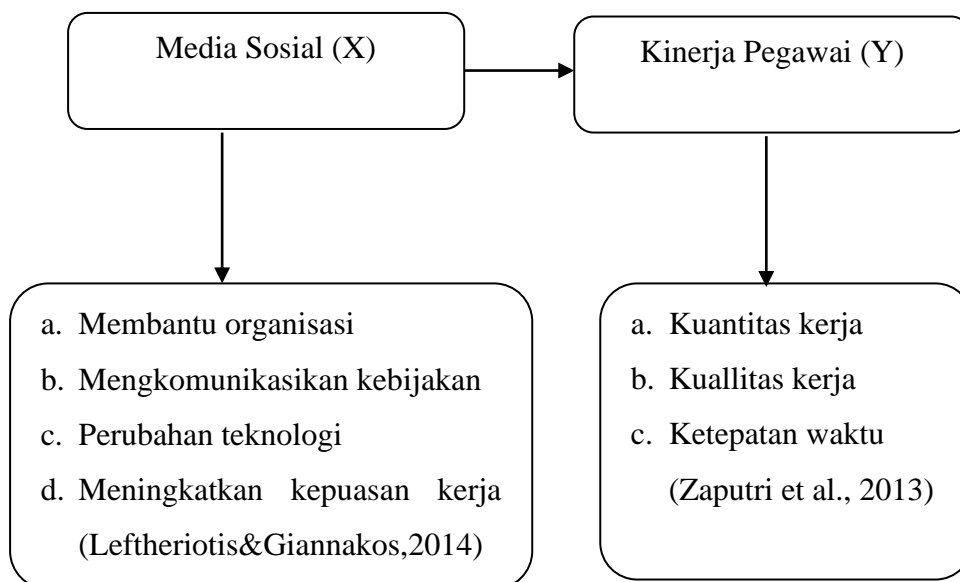 Media Sosial (X)
Kinerja Pegawai (Y)
a. Membantu organisasi
b. Mengkomunikasikan kebijakan
c. Perubahan teknologi
d. Meningkatkan kepuasan kerja
(Leftheriotis&Giannakos,2014)
a. Kuantitas kerja
b. Kuallitas kerja
c. Ketepatan waktu
(Zaputri et al., 2013)